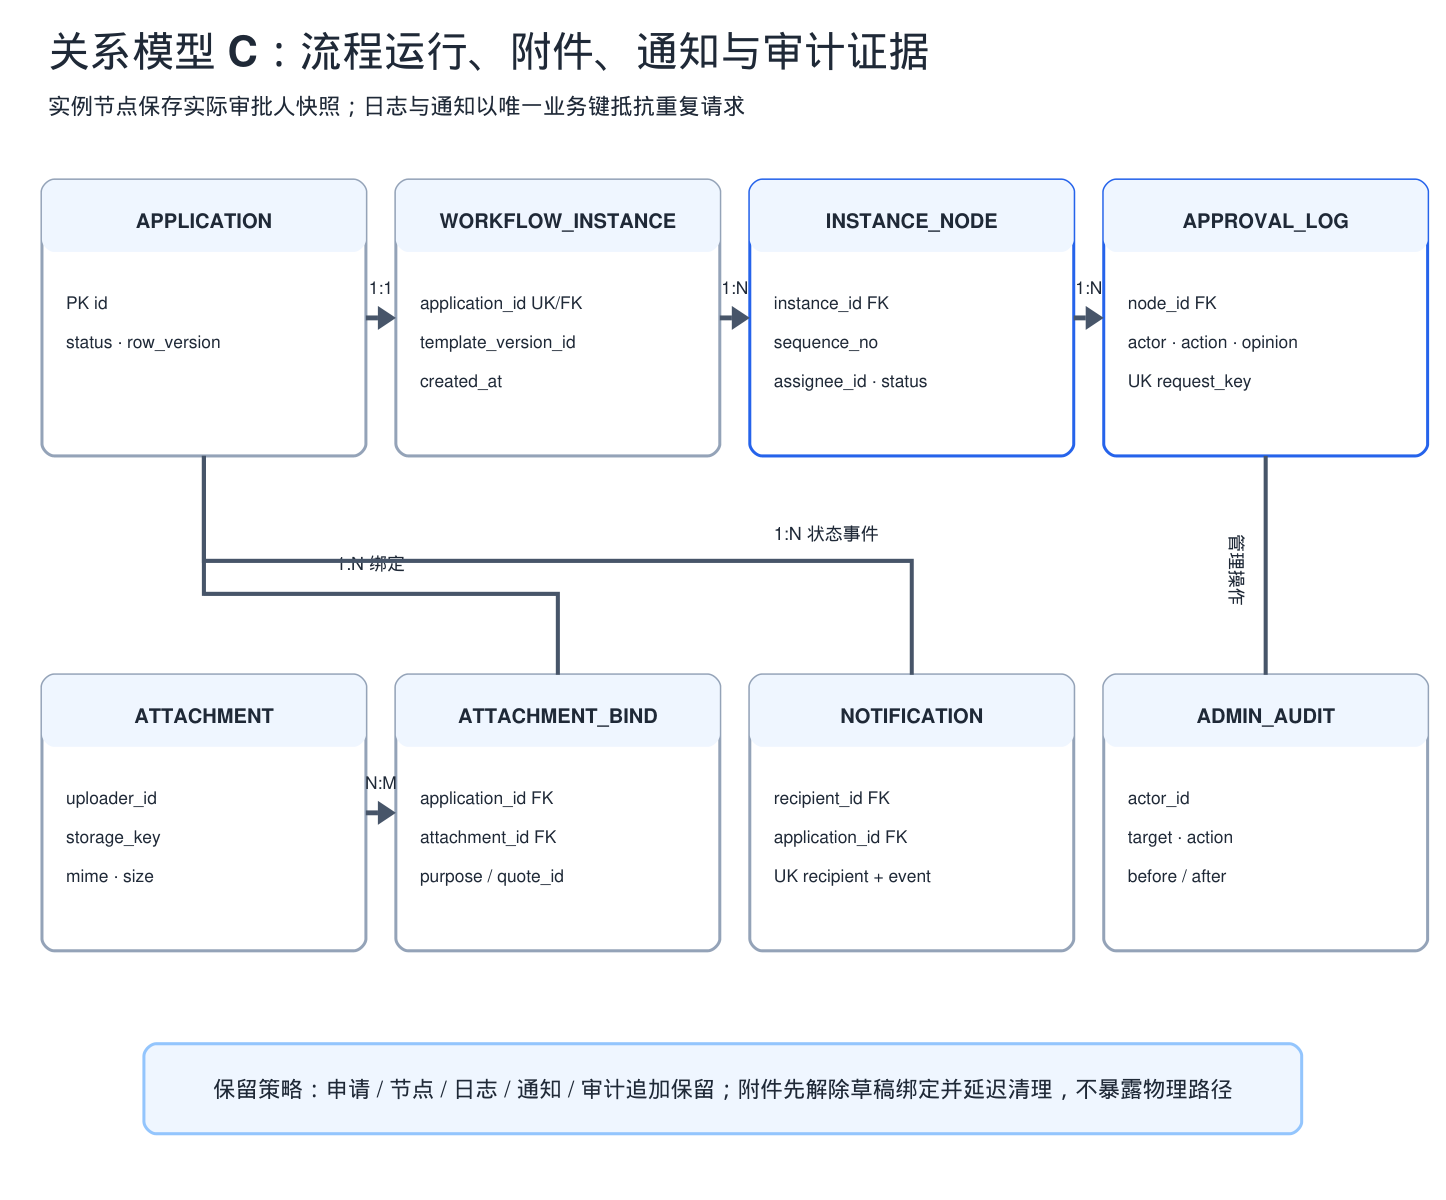 关系模型 C：流程运行、附件、通知与审计证据
实例节点保存实际审批人快照；日志与通知以唯一业务键抵抗重复请求
APPLICATION
PK id
status · row_version
1:1
WORKFLOW_INSTANCE
application_id UK/FK
template_version_id
created_at
1:N
INSTANCE_NODE
instance_id FK
sequence_no
assignee_id · status
1:N
APPROVAL_LOG
node_id FK
actor · action · opinion
UK request_key
1:N 状态事件
1:N 绑定
管理操作
ATTACHMENT
uploader_id
storage_key
mime · size
N:M
ATTACHMENT_BIND
application_id FK
attachment_id FK
purpose / quote_id
NOTIFICATION
recipient_id FK
application_id FK
UK recipient + event
ADMIN_AUDIT
actor_id
target · action
before / after
保留策略：申请 / 节点 / 日志 / 通知 / 审计追加保留；附件先解除草稿绑定并延迟清理，不暴露物理路径